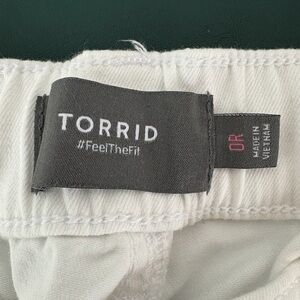 TORRID
#FeelTheFit
0R
MADE IN
VIETNAM